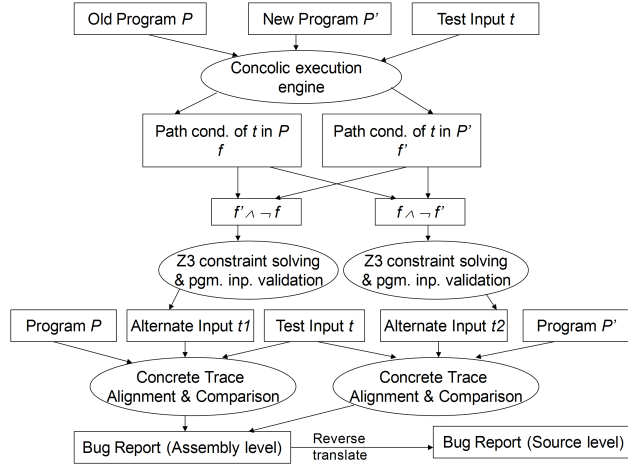 Old Program P
New Program P'
Test Input t
Concolic execution
engine
Path cond. of t in P
f
Path cond. of t in P'
f'
f' ∧ ¬ f
f ∧ ¬ f'
Z3 constraint solving
& pgm. inp. validation
Z3 constraint solving
& pgm. inp. validation
Program P
Alternate Input t1
Test Input t
Alternate Input t2
Program P'
Concrete Trace
Alignment & Comparison
Concrete Trace
Alignment & Comparison
Bug Report (Assembly level)
Reverse
translate
Bug Report (Source level)